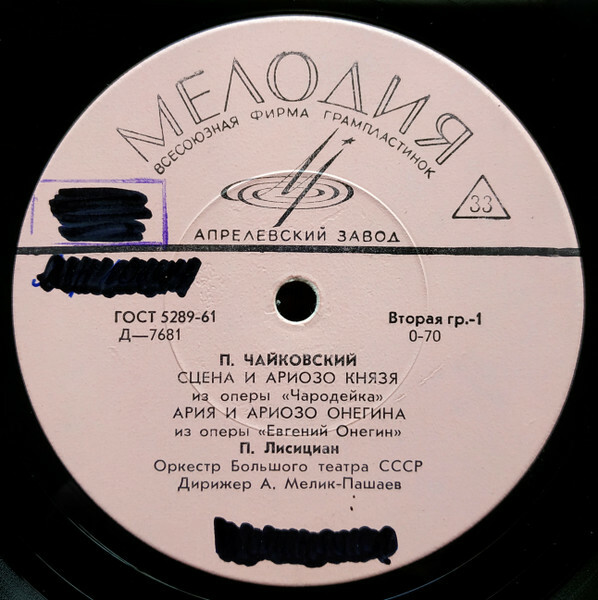 МЕЛОДИЯ
ВСЕСОЮЗНАЯ ФИРМА ГРАМПЛАСТИНОК
33
АПРЕЛЕВСКИЙ ЗАВОД
ГОСТ 5289-61
Вторая гр.-1
Д—7681
0-70
П. ЧАЙКОВСКИЙ
СЦЕНА И АРИОЗО КНЯЗЯ
из оперы «Чародейка»
АРИЯ И АРИОЗО ОНЕГИНА
из оперы «Евгений Онегин»
П. Лисициан
Оркестр Большого театра СССР
Дирижер А. Мелик-Пашаев